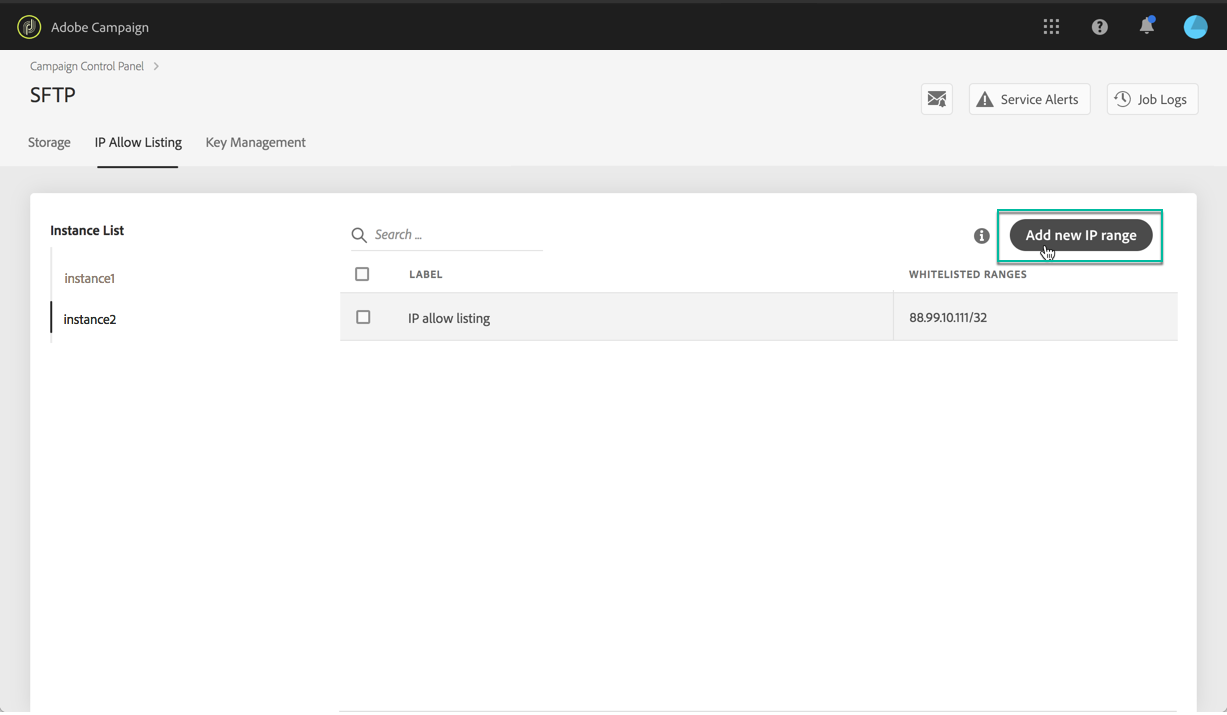 Adobe Campaign
Campaign Control Panel
SFTP
Service Alerts
Job Logs
Storage
IP Allow Listing
Key Management
Instance List
instance1
instance2
Search ...
Add new IP range
LABEL
WHITELISTED RANGES
IP allow listing
88.99.10.111/32